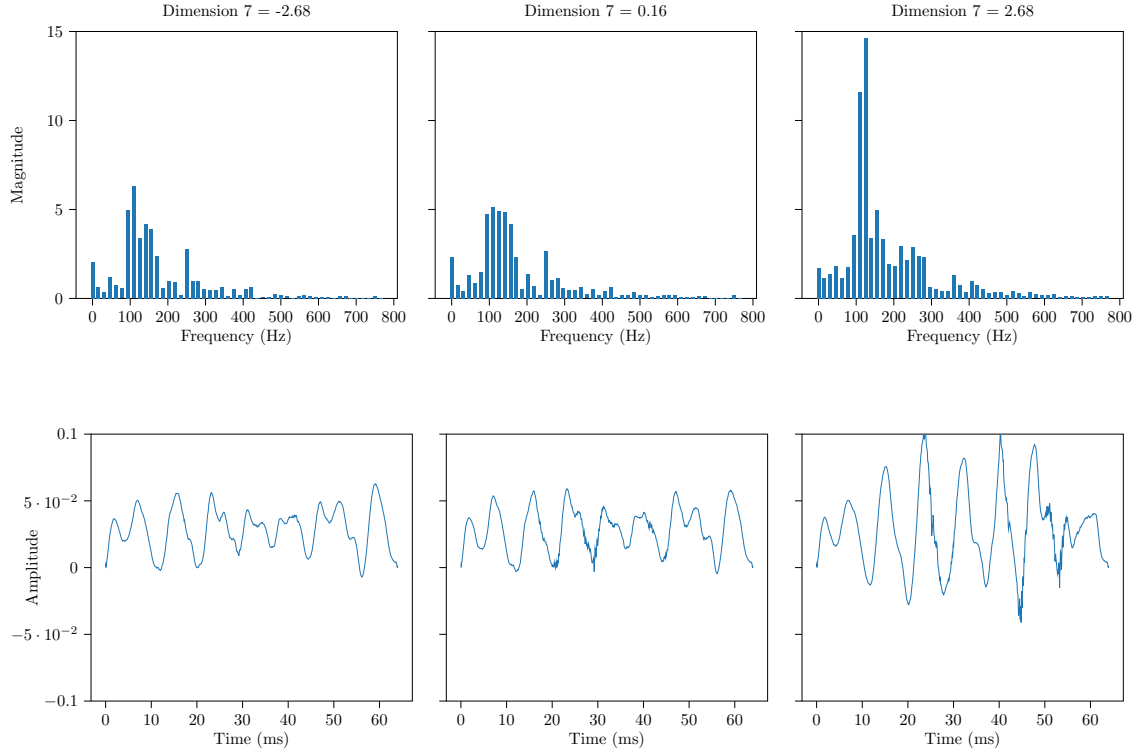 Dimension 7 = -2.68
Dimension 7 = 0.16
Dimension 7 = 2.68
15
10
5
0
Magnitude
0 100 200 300 400 500 600 700 800
Frequency (Hz)
0 100 200 300 400 500 600 700 800
Frequency (Hz)
0 100 200 300 400 500 600 700 800
Frequency (Hz)
0.1
5 · 10⁻²
0
−5 · 10⁻²
−0.1
Amplitude
0 10 20 30 40 50 60
Time (ms)
0 10 20 30 40 50 60
Time (ms)
0 10 20 30 40 50 60
Time (ms)